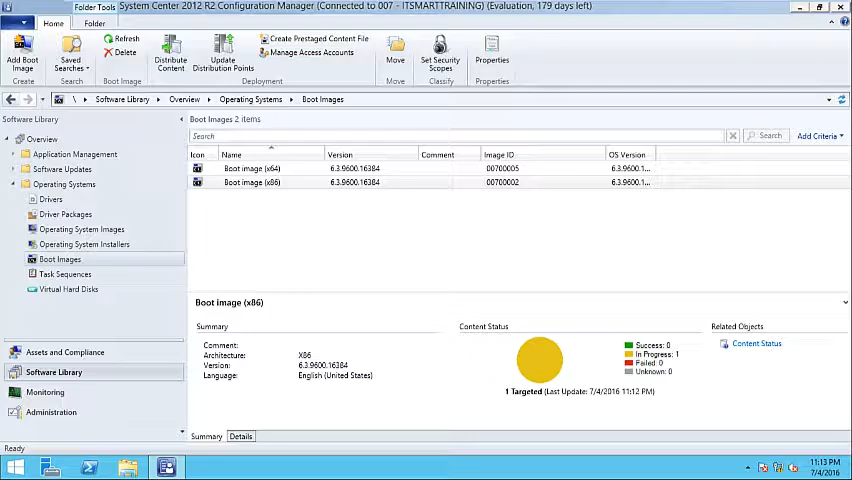 Folder Tools
System Center 2012 R2 Configuration Manager (Connected to 007 - ITSMARTTRAINING) (Evaluation, 179 days left)
Home
Folder
Add Boot Image
Saved Searches
Refresh
Delete
Distribute Content
Update Distribution Points
Create Prestaged Content File
Manage Access Accounts
Move
Set Security Scopes
Properties
Create
Search
Boot Image
Deployment
Move
Classify
Properties
\ Software Library Overview Operating Systems Boot Images
Software Library
Overview
Application Management
Software Updates
Operating Systems
Drivers
Driver Packages
Operating System Images
Operating System Installers
Boot Images
Task Sequences
Virtual Hard Disks
Assets and Compliance
Software Library
Monitoring
Administration
Boot Images 2 items
Search
Search
Add Criteria
Icon Name Version Comment Image ID OS Version
Boot image (x64) 6.3.9600.16384 00700005 6.3.9600.1...
Boot image (x86) 6.3.9600.16384 00700002 6.3.9600.1...
Boot image (x86)
Summary
Comment:
Architecture: X86
Version: 6.3.9600.16384
Language: English (United States)
Content Status
Success: 0
In Progress: 1
Failed: 0
Unknown: 0
1 Targeted (Last Update: 7/4/2016 11:12 PM)
Related Objects
Content Status
Summary Details
Ready
11:13 PM
7/4/2016